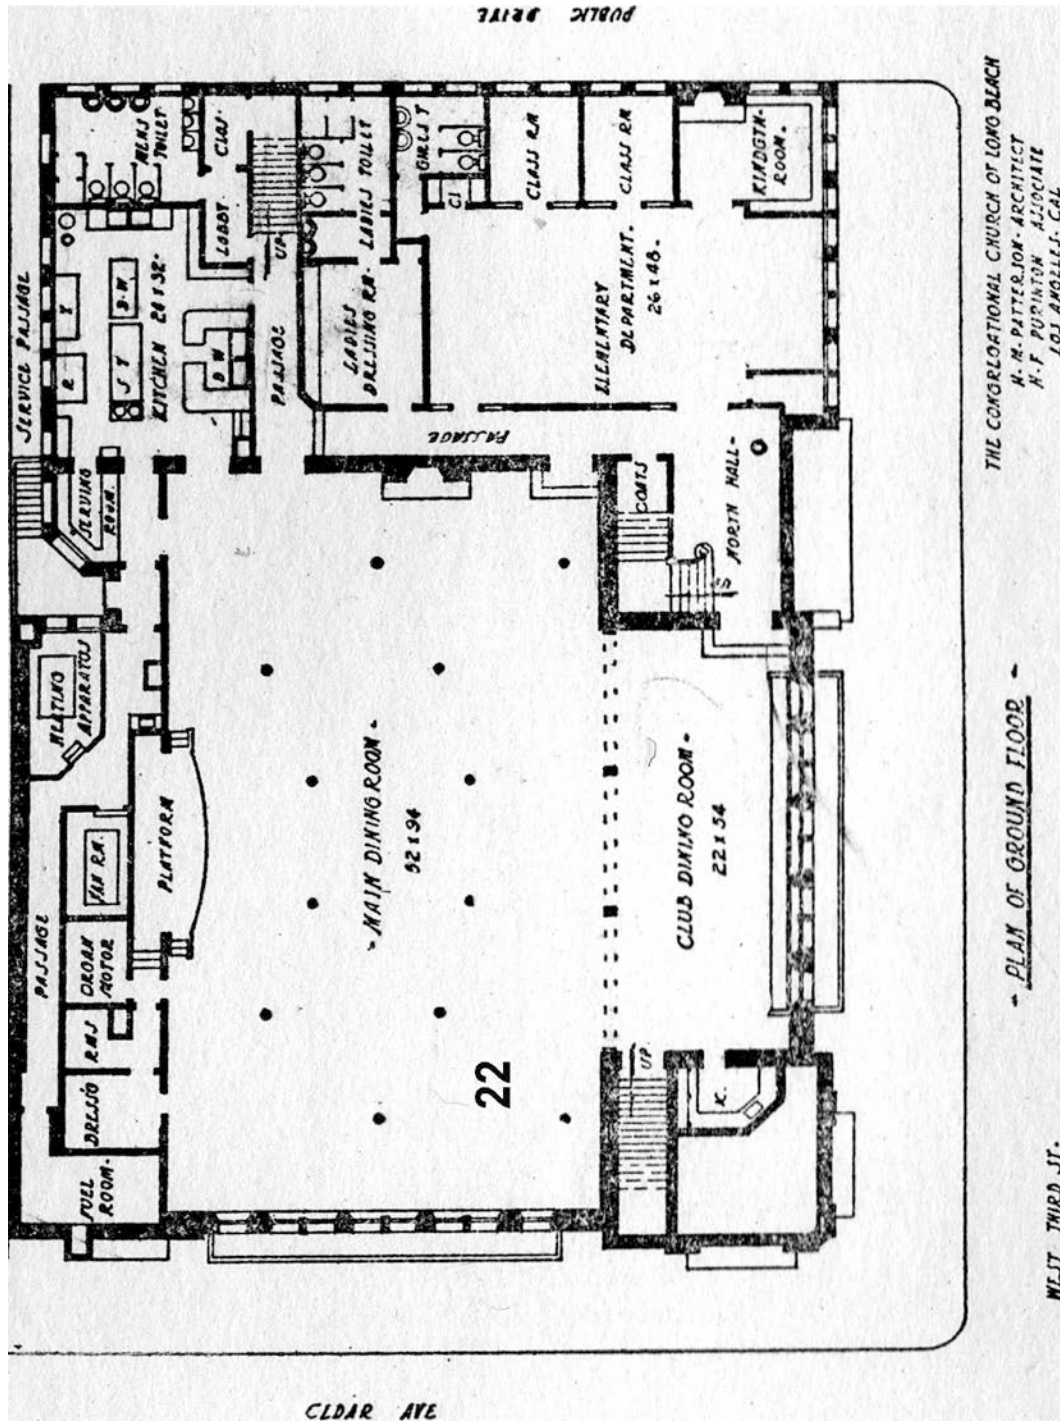 PUBLIC DRIVE
SERVICE PASSAGE
MENS
TOILET
CLOS.
LOBBY
UP
LADIES TOILET
GIRLS T
CL
CLASS RM
CLASS RM
KINDGTN.
ROOM.
R
T
S T
D.W
KITCHEN 26 x 32.
D W
PASSAGE
LADIES
DRESSING RM.
ELEMENTARY
DEPARTMENT.
26 x 48.
PASSAGE
SERVING
ROOM.
COATS
NORTH HALL
UP
HEATING
APPARATUS
PLATFORM
FAN RM.
ORGAN
MOTOR
PASSAGE
RMS
DRESS'G
FUEL
ROOM.
- MAIN DINING ROOM -
52 x 94
CLUB DINING ROOM -
22 x 54
22
UP
K.
THE CONGREGATIONAL CHURCH OF LONG BEACH
H. M. PATTERSON. ARCHITECT
H. F. PURINTON ASSOCIATE
LOS ANGELES. CAL.
- PLAN OF GROUND FLOOR -
WEST THIRD ST.
CEDAR AVE